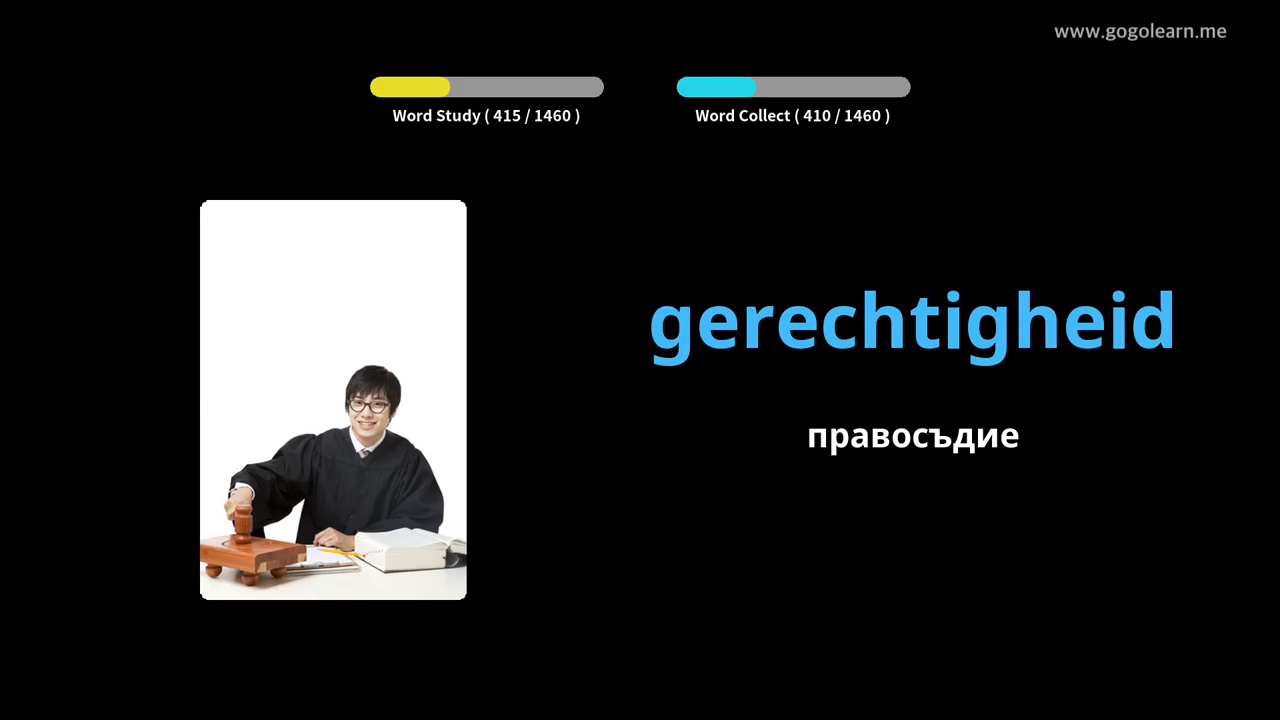 www.gogolearn.me
Word Study ( 415 / 1460 )
Word Collect ( 410 / 1460 )
gerechtigheid
правосъдие